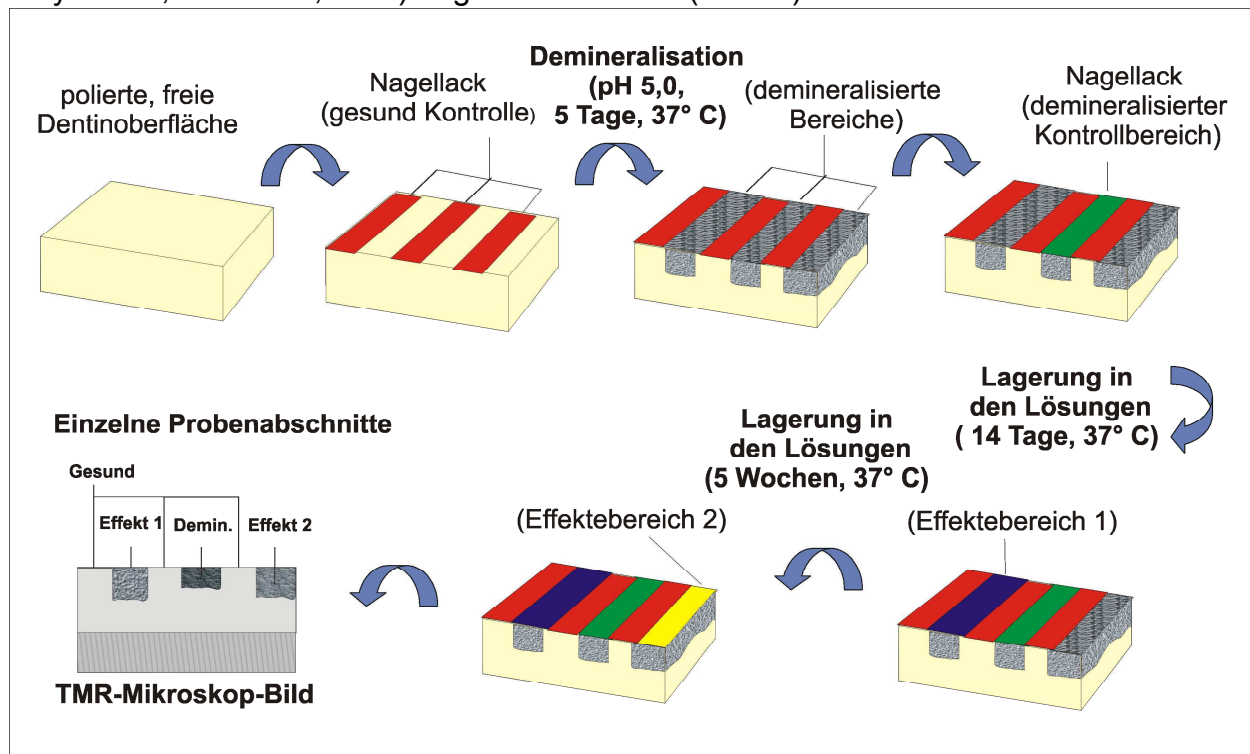 polierte, freie
Dentinoberfläche
Nagellack
(gesund Kontrolle)
Demineralisation
(pH 5,0,
5 Tage, 37° C)
(demineralisierte
Bereiche)
Nagellack
(demineralisierter
Kontrollbereich)
Lagerung in
den Lösungen
( 14 Tage, 37° C)
(Effektebereich 1)
Lagerung in
den Lösungen
(5 Wochen, 37° C)
(Effektebereich 2)
Einzelne Probenabschnitte
Gesund
Effekt 1 Demin. Effekt 2
TMR-Mikroskop-Bild